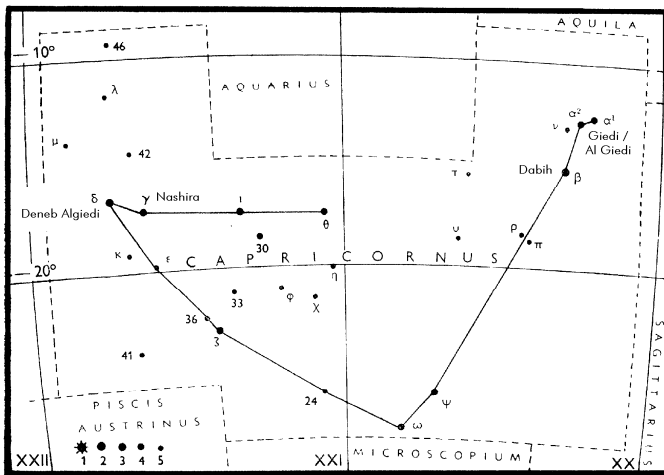 AQUILA
46
10°
AQUARIUS
λ
α² α¹
ν
Giedi /
Al Giedi
μ
42
Dabih
β
τ
δ
γ Nashira
ι
θ
Deneb Algiedi
30
υ
ρ
π
κ
ε
CAPRICORNUS
20°
η
33
φ
χ
36
3
SAGITTARIUS
41
24
ψ
ω
PISCIS
AUSTRINUS
1 2 3 4 5
MICROSCOPIUM
XXII
XXI
XX